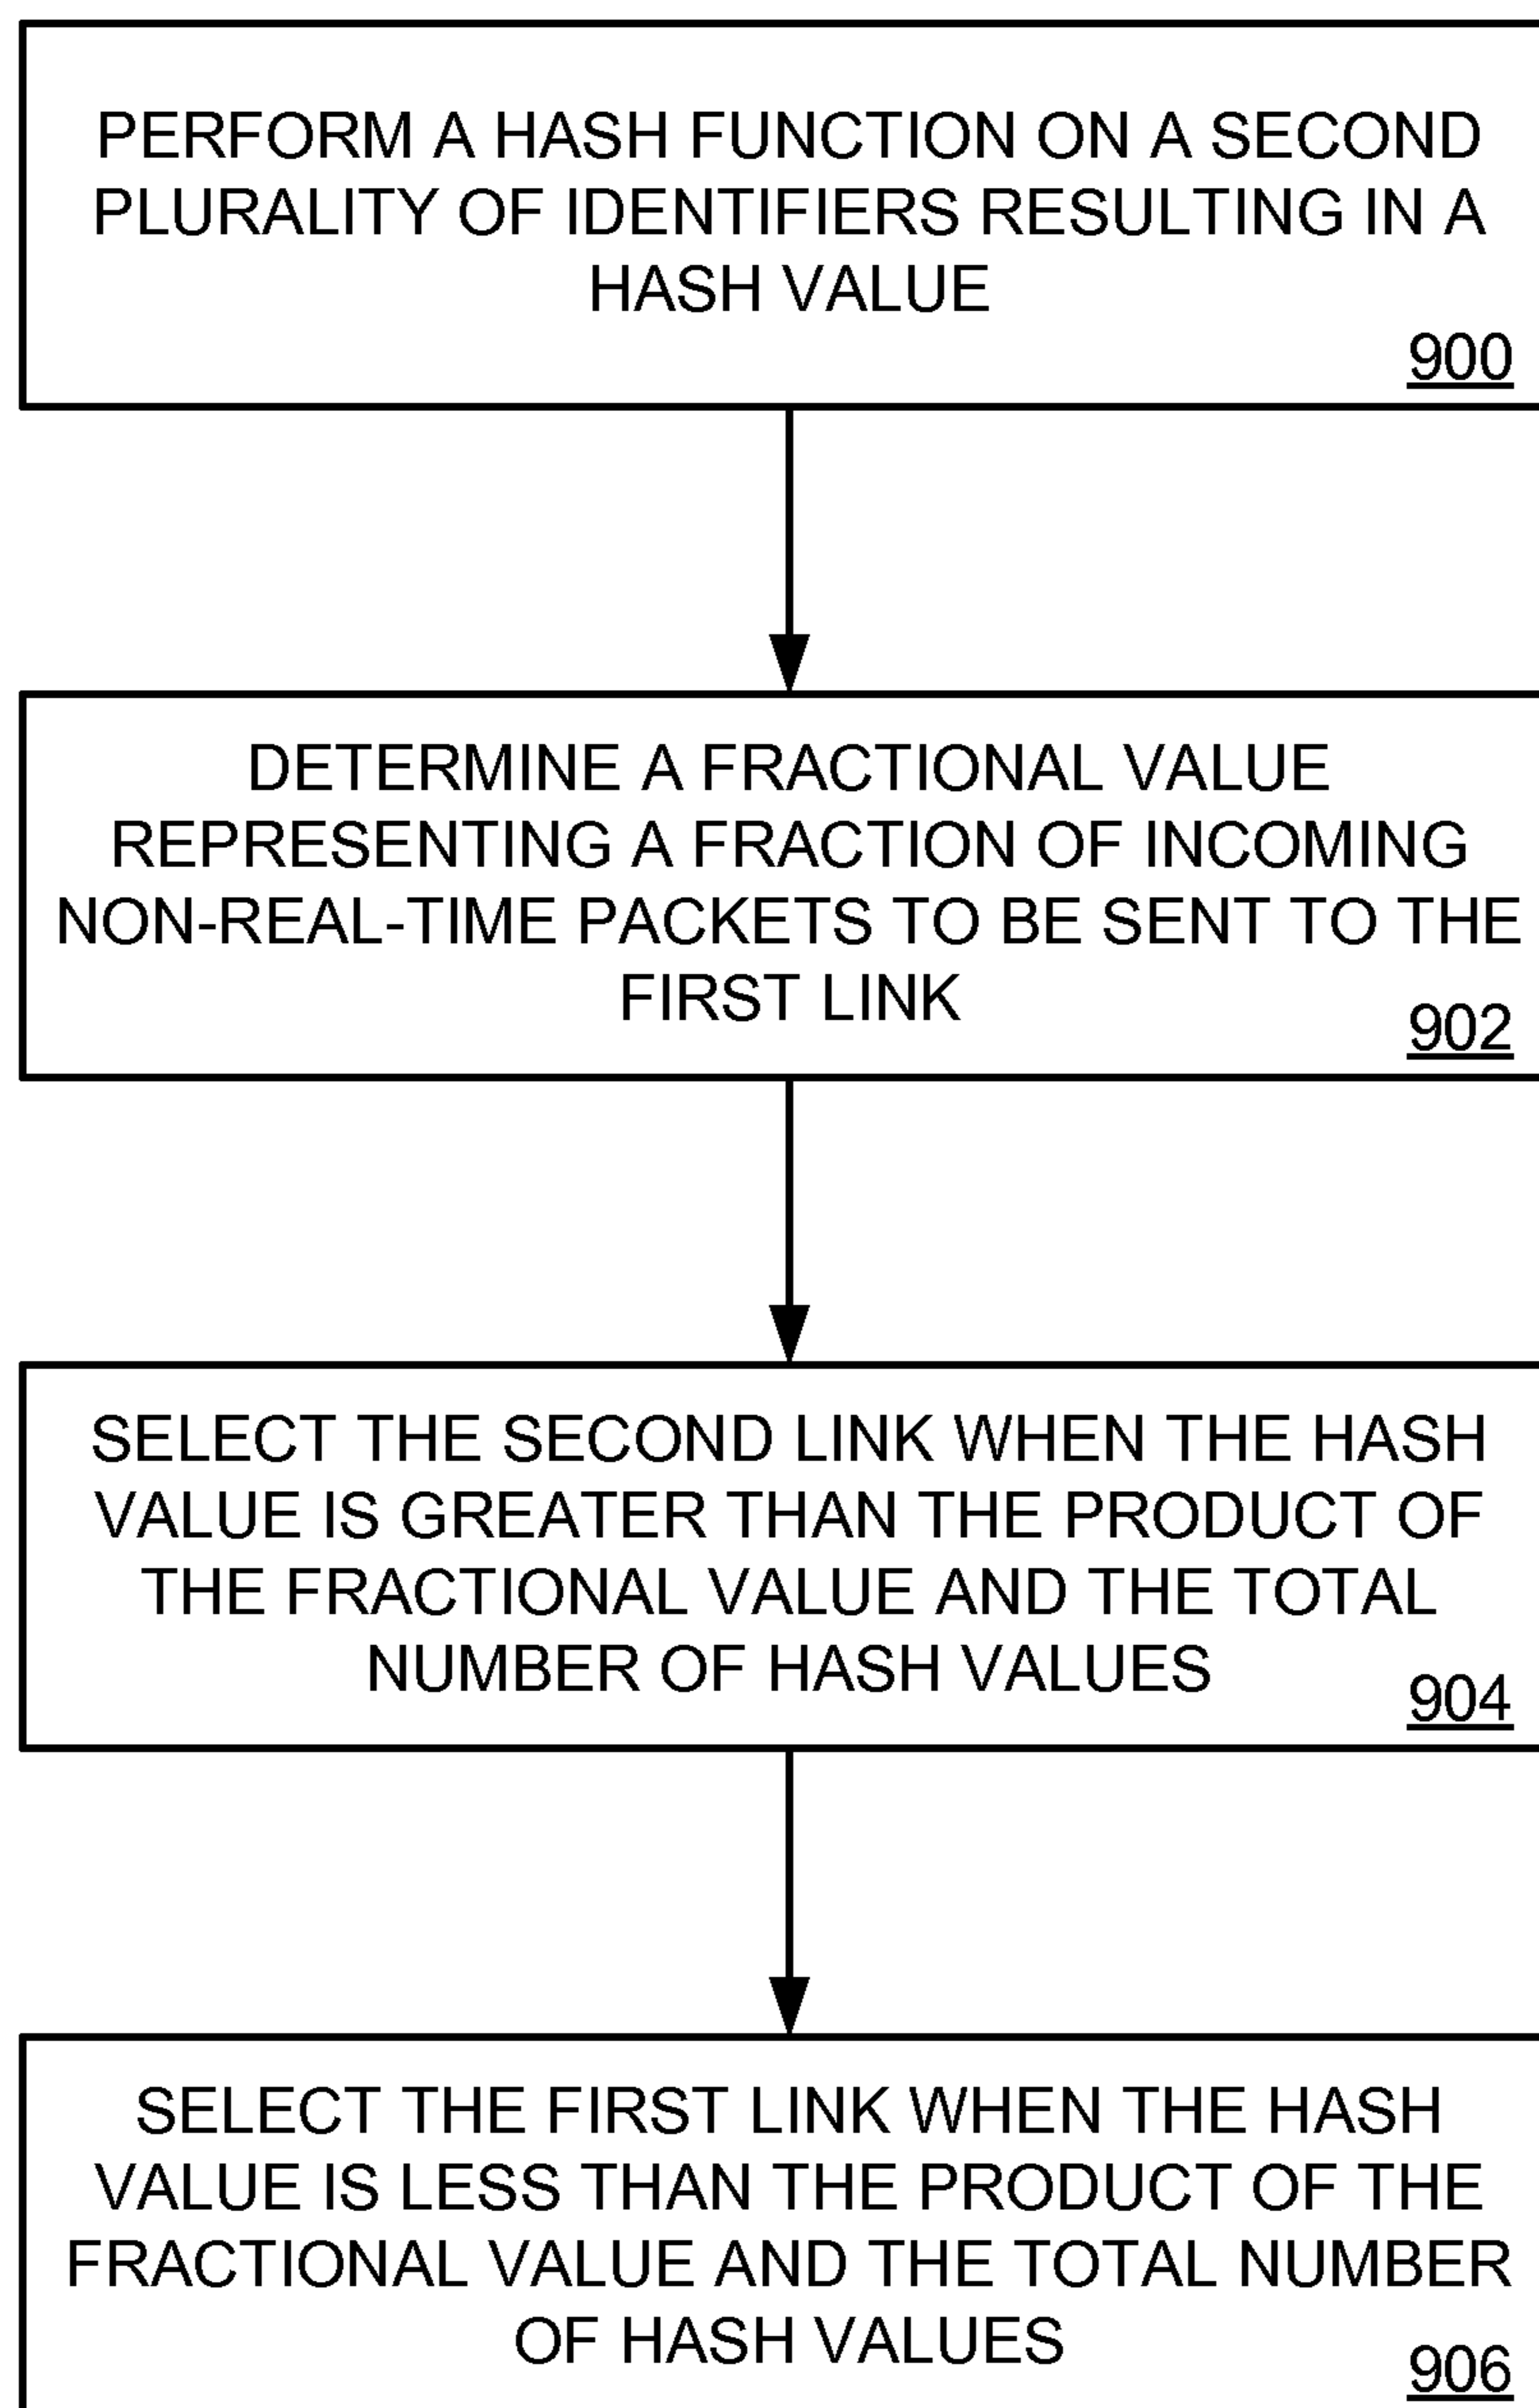 PERFORM A HASH FUNCTION ON A SECOND
PLURALITY OF IDENTIFIERS RESULTING IN A
HASH VALUE
900
DETERMINE A FRACTIONAL VALUE
REPRESENTING A FRACTION OF INCOMING
NON-REAL-TIME PACKETS TO BE SENT TO THE
FIRST LINK
902
SELECT THE SECOND LINK WHEN THE HASH
VALUE IS GREATER THAN THE PRODUCT OF
THE FRACTIONAL VALUE AND THE TOTAL
NUMBER OF HASH VALUES
904
SELECT THE FIRST LINK WHEN THE HASH
VALUE IS LESS THAN THE PRODUCT OF THE
FRACTIONAL VALUE AND THE TOTAL NUMBER
OF HASH VALUES
906